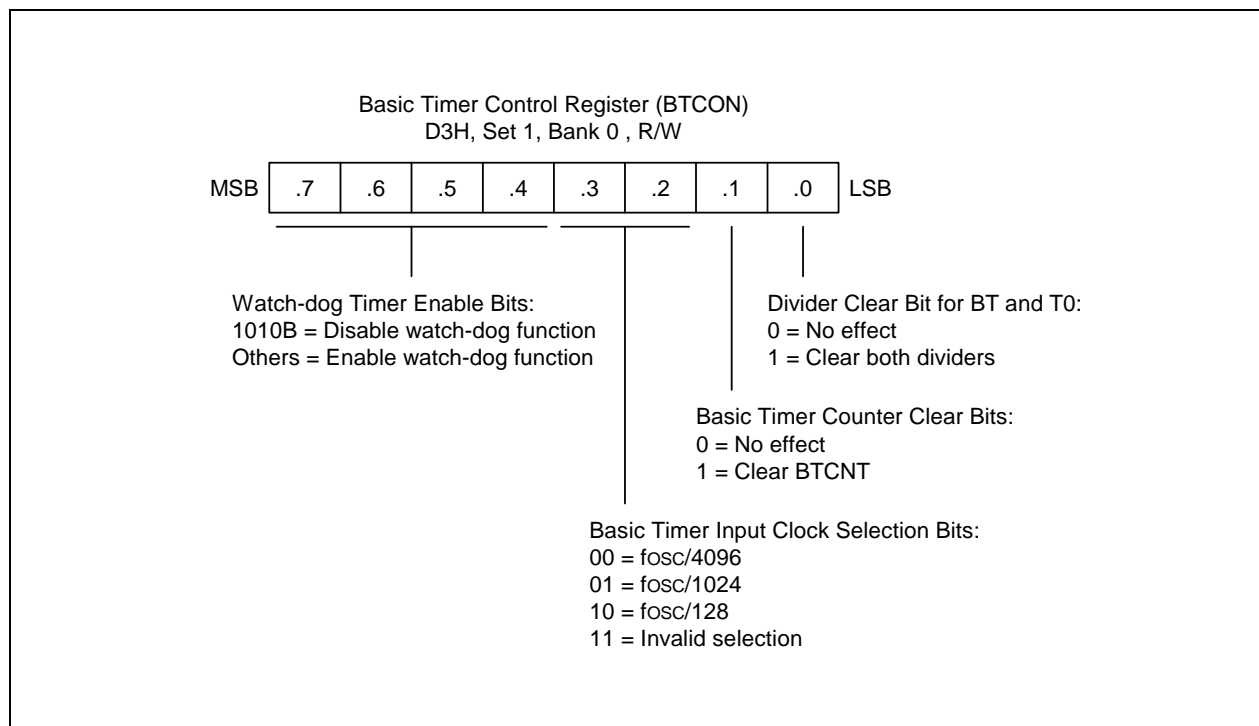 Basic Timer Control Register (BTCON)
D3H, Set 1, Bank 0 , R/W
MSB .7 .6 .5 .4 .3 .2 .1 .0 LSB
Watch-dog Timer Enable Bits:
1010B = Disable watch-dog function
Others = Enable watch-dog function
Divider Clear Bit for BT and T0:
0 = No effect
1 = Clear both dividers
Basic Timer Counter Clear Bits:
0 = No effect
1 = Clear BTCNT
Basic Timer Input Clock Selection Bits:
00 = fOSC/4096
01 = fOSC/1024
10 = fOSC/128
11 = Invalid selection